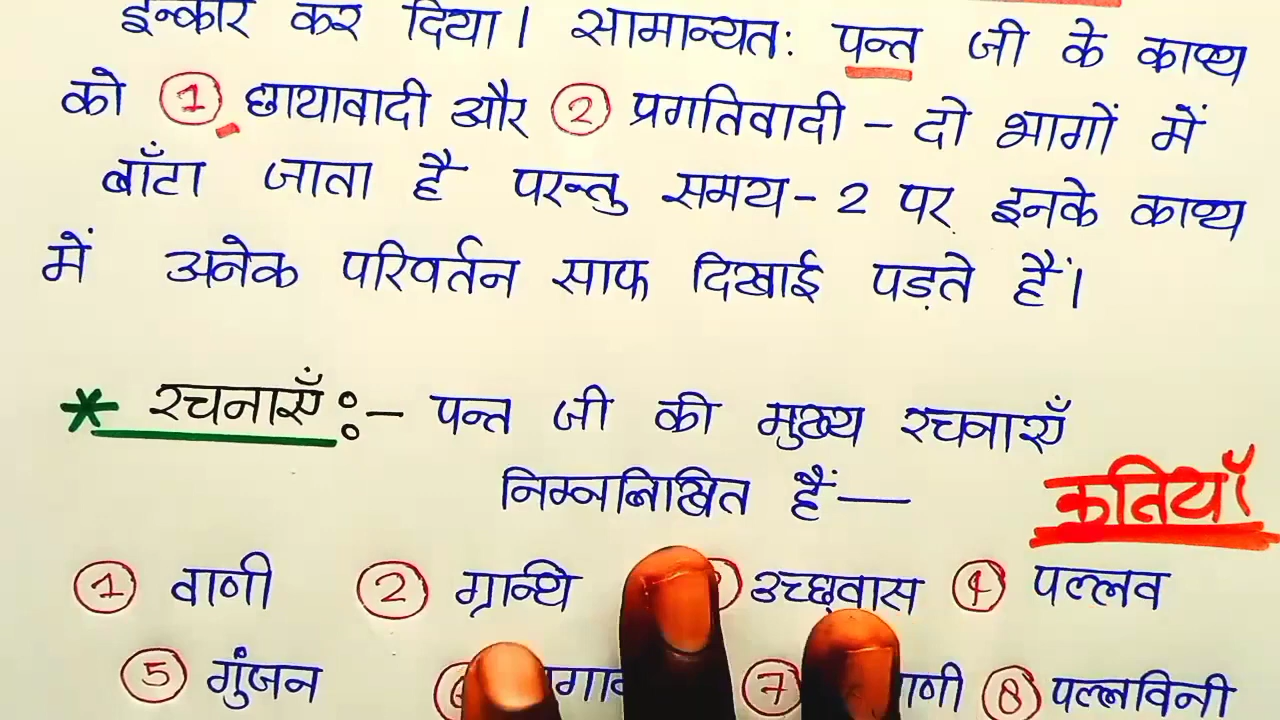 इन्कार कर दिया। सामान्यतः पन्त जी के काव्य
को ① छायावादी और ② प्रगतिवादी - दो भागों में
बाँटा जाता है परन्तु समय-2 पर इनके काव्य
में अनेक परिवर्तन साफ दिखाई पड़ते हैं।
* रचनाएँ :- पन्त जी की मुख्य रचनाएँ
निम्नलिखित हैं—
कृतियाँ
① वाणी ② ग्रन्थि उच्छ्वास ④ पल्लव
⑤ गुंजन ⑦ ⑧ पल्लविनी